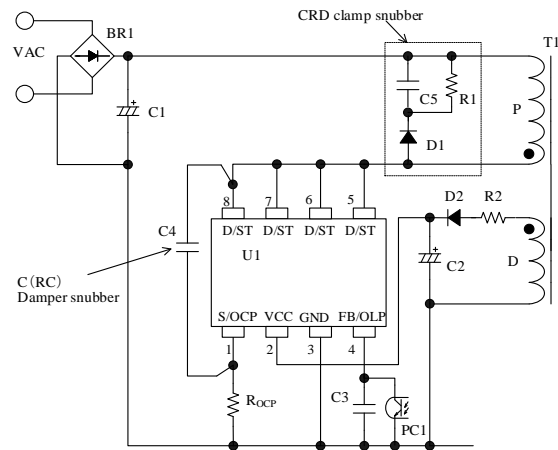 CRD clamp snubber
BR1
T1
VAC
C1
C5
R1
P
D1
8 7 6 5
D2
R2
C4
D/ST D/ST D/ST D/ST
U1
C2
D
C(RC)
Damper snubber
S/OCP VCC GND FB/OLP
1 2 3 4
C3
ROCP
PC1